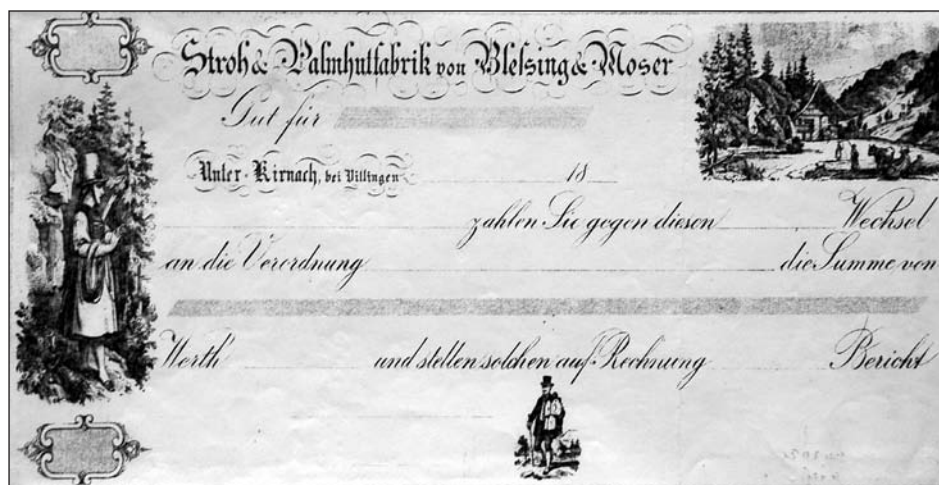 Stroh & Palmhutfabrik von Blessing & Moser
Gut für
Unter-Kirnach, bei Villingen 18
zahlen Sie gegen diesen Wechsel
an die Verordnung die Summe von
Werth und stellen solchen auf Rechnung Bericht